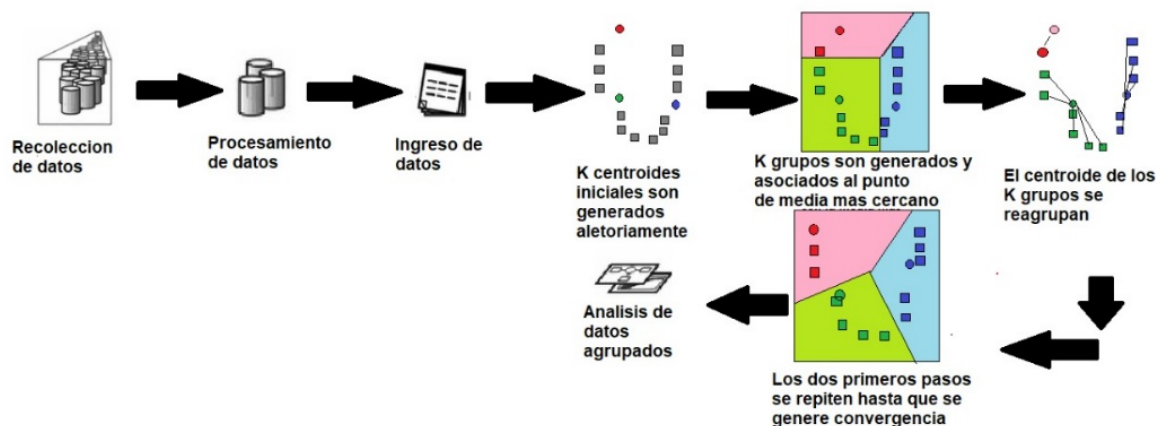 Recoleccion
de datos
Procesamiento
de datos
Ingreso de
datos
K centroides
iniciales son
generados
aletoriamente
K grupos son generados y
asociados al punto
de media mas cercano
El centroide de los
K grupos se
reagrupan
Los dos primeros pasos
se repiten hasta que se
genere convergencia
Analisis de
datos
agrupados